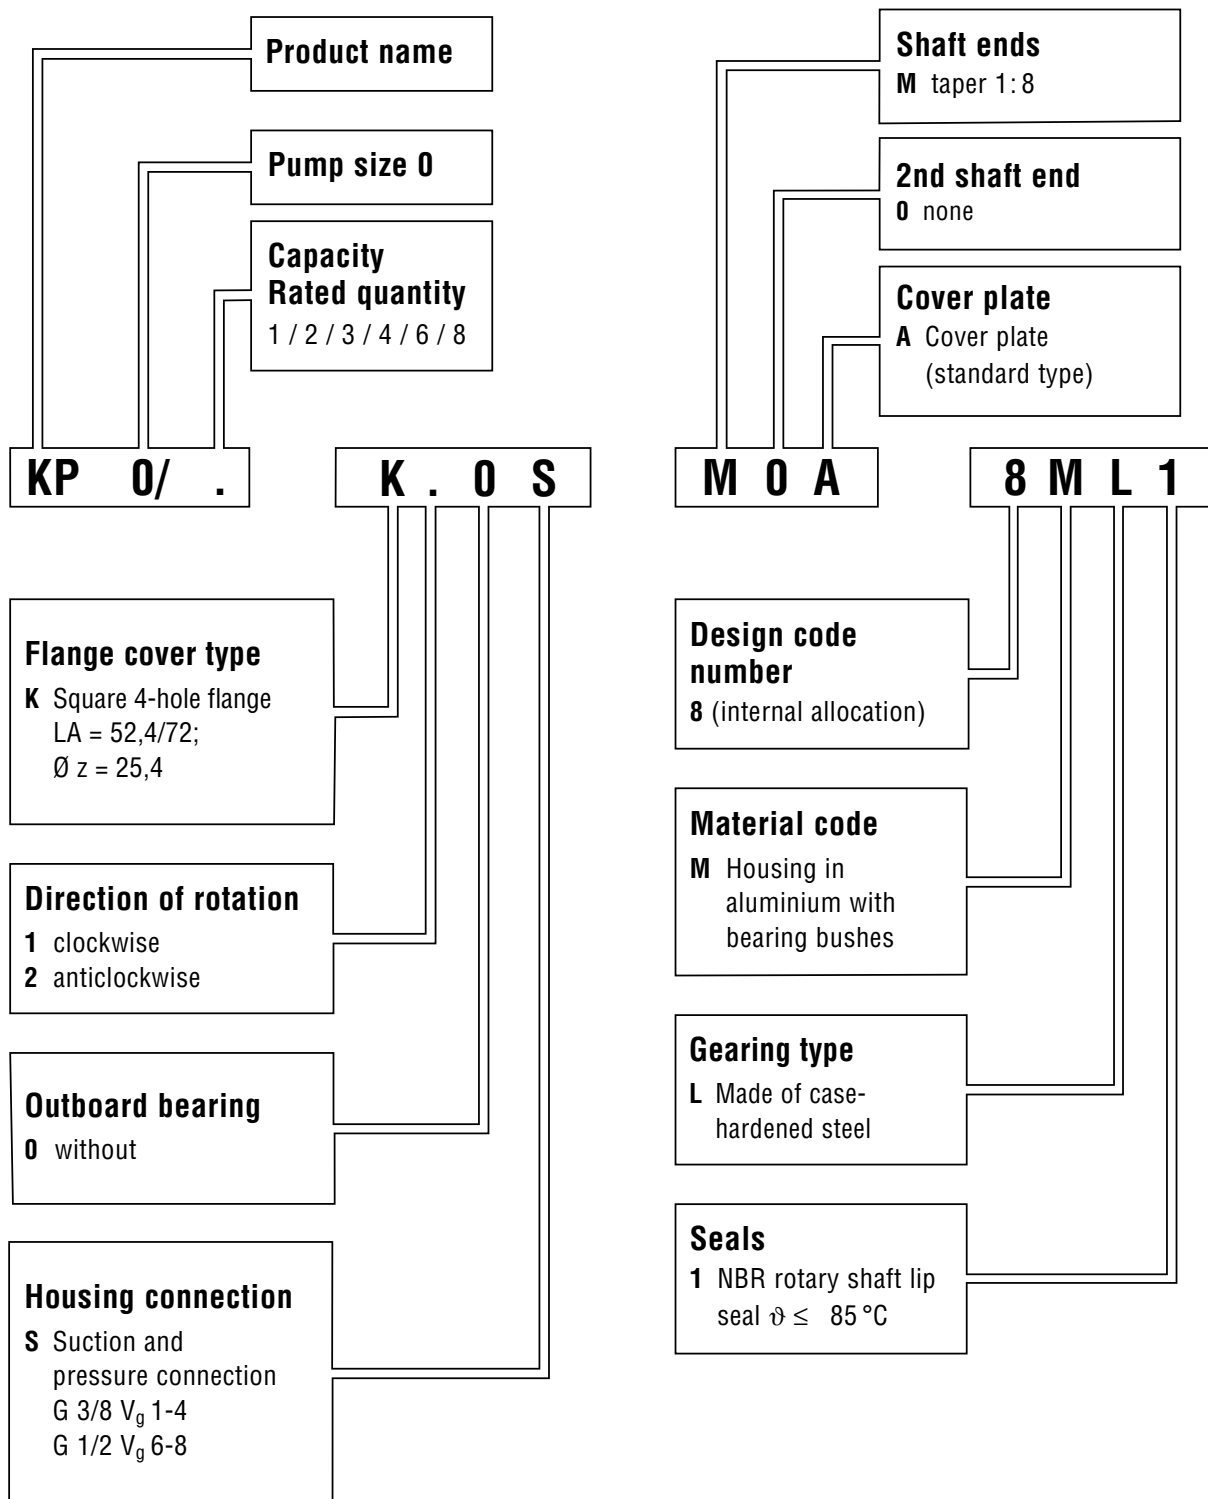 Product name
Pump size 0
Capacity
Rated quantity
1 / 2 / 3 / 4 / 6 / 8
Shaft ends
M taper 1:8
2nd shaft end
0 none
Cover plate
A Cover plate
(standard type)
KP 0/ .
K . 0 S
M 0 A
8 M L 1
Flange cover type
K Square 4-hole flange
LA = 52,4/72;
Ø z = 25,4
Direction of rotation
1 clockwise
2 anticlockwise
Outboard bearing
0 without
Housing connection
S Suction and
pressure connection
G 3/8 Vg 1-4
G 1/2 Vg 6-8
Design code
number
8 (internal allocation)
Material code
M Housing in
aluminium with
bearing bushes
Gearing type
L Made of case-
hardened steel
Seals
1 NBR rotary shaft lip
seal ϑ ≤ 85 °C